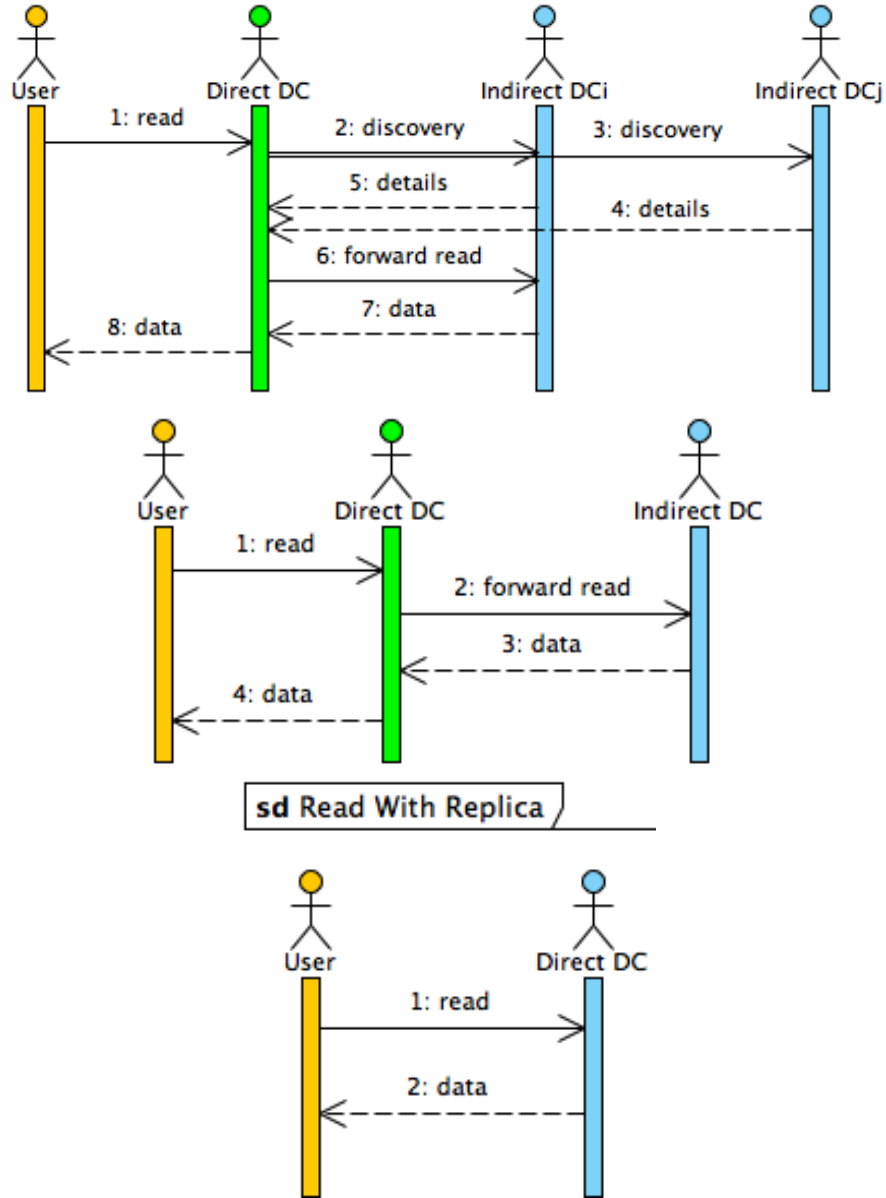 User
Direct DC
Indirect DCi
Indirect DCj
1: read
2: discovery
3: discovery
5: details
4: details
6: forward read
7: data
8: data
User
Direct DC
Indirect DC
1: read
2: forward read
3: data
4: data
sd Read With Replica
User
Direct DC
1: read
2: data